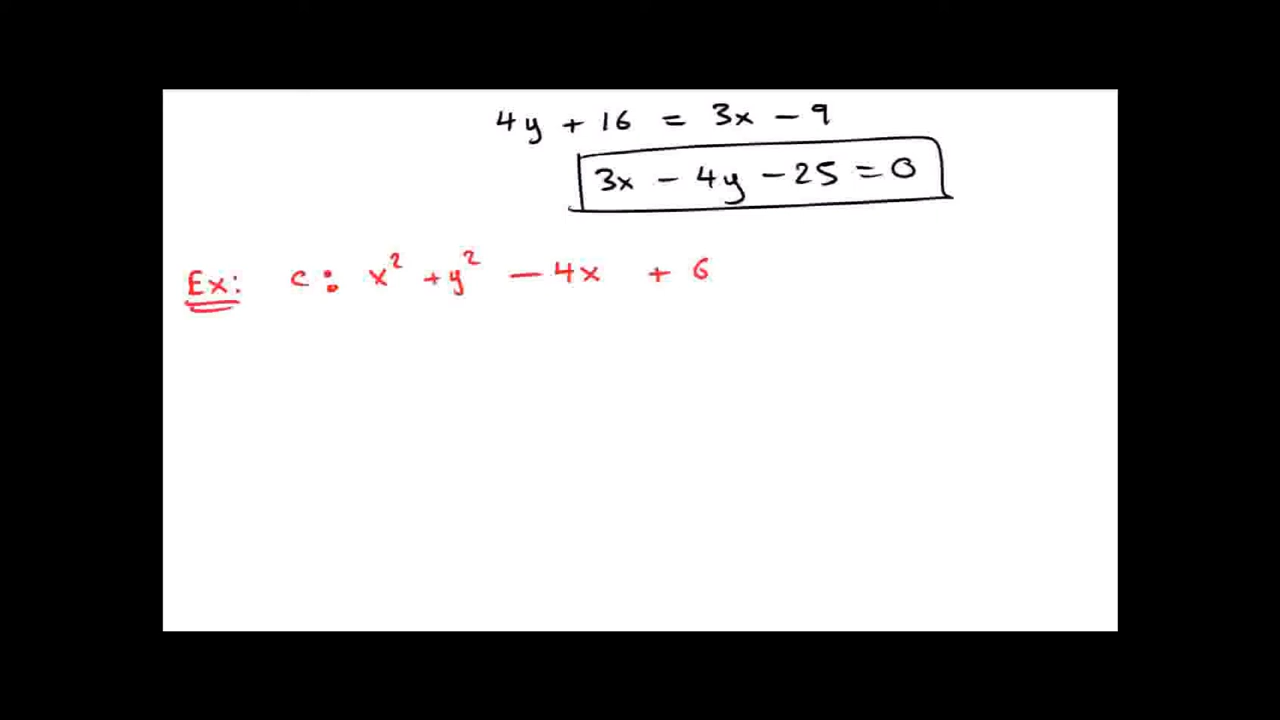 4y + 16 = 3x - 9
3x - 4y - 25 = 0
Ex: c: x² + y² - 4x + 6